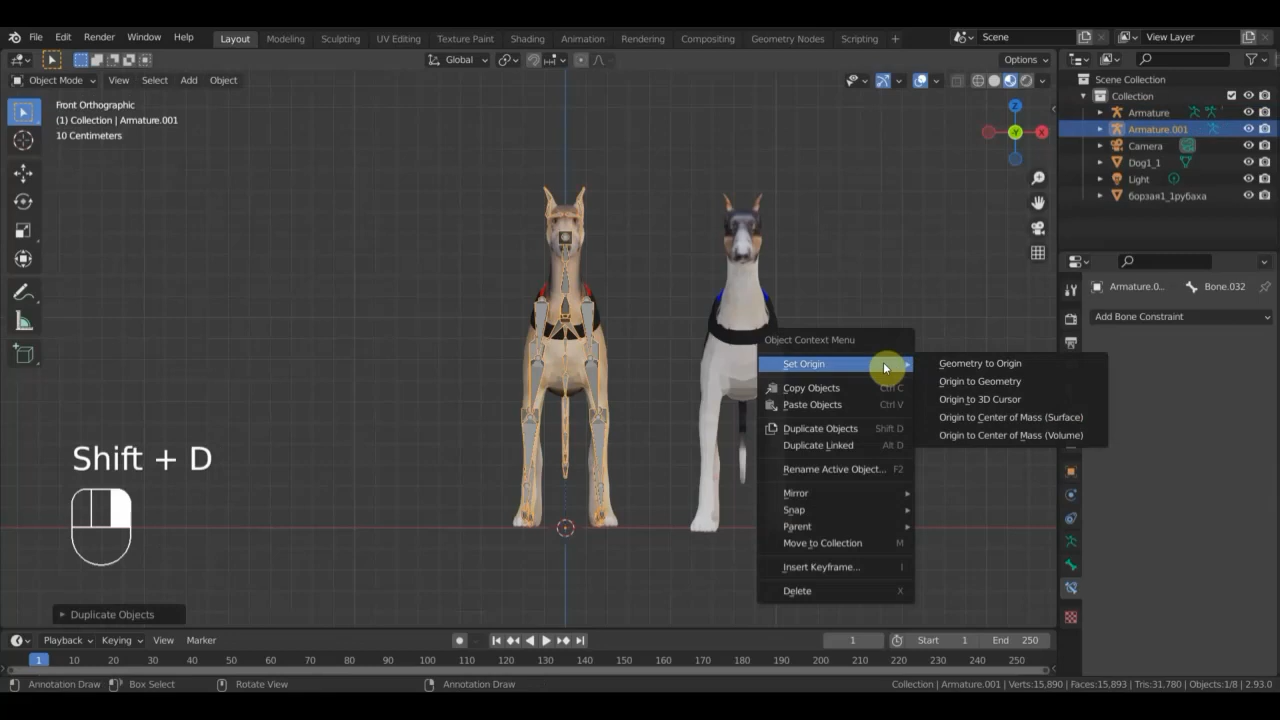 File Edit Render Window Help Layout Modeling Sculpting UV Editing Texture Paint Shading Animation Rendering Compositing Geometry Nodes Scripting + Scene View Layer
Global Options
Object Mode View Select Add Object
Front Orthographic
(1) Collection | Armature.001
10 Centimeters
Z
-Y
X
Scene Collection
Collection
Armature
Armature.001
Camera
Dog1_1
Light
борзая1_1рубаха
Armature.0... Bone.032
Add Bone Constraint
Object Context Menu
Set Origin
Copy Objects Ctrl C
Paste Objects Ctrl V
Duplicate Objects Shift D
Duplicate Linked Alt D
Rename Active Object... F2
Mirror
Snap
Parent
Move to Collection M
Insert Keyframe... I
Delete X
Geometry to Origin
Origin to Geometry
Origin to 3D Cursor
Origin to Center of Mass (Surface)
Origin to Center of Mass (Volume)
Shift + D
Duplicate Objects
Playback Keying View Marker 1 Start 1 End 250
1 10 20 30 40 50 60 70 80 90 100 110 120 130 140 150 160 170 180 190 200 210 220 230 240 250
Annotation Draw Box Select Rotate View Annotation Draw Collection | Armature.001 | Verts:15,890 | Faces:15,893 | Tris:31,780 | Objects:1/8 | 2.93.0